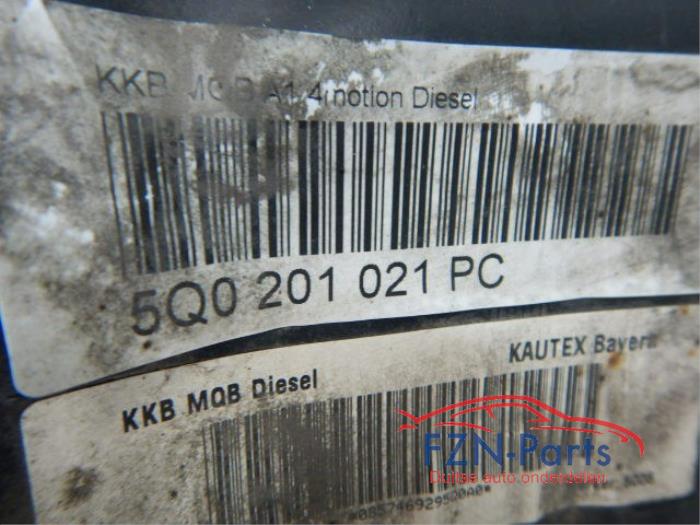 KKB MQB A1 4motion Diesel
5Q0 201 021 PC
KKB MQB Diesel KAUTEX Bayern
FZN-Parts
Duitse auto onderdelen